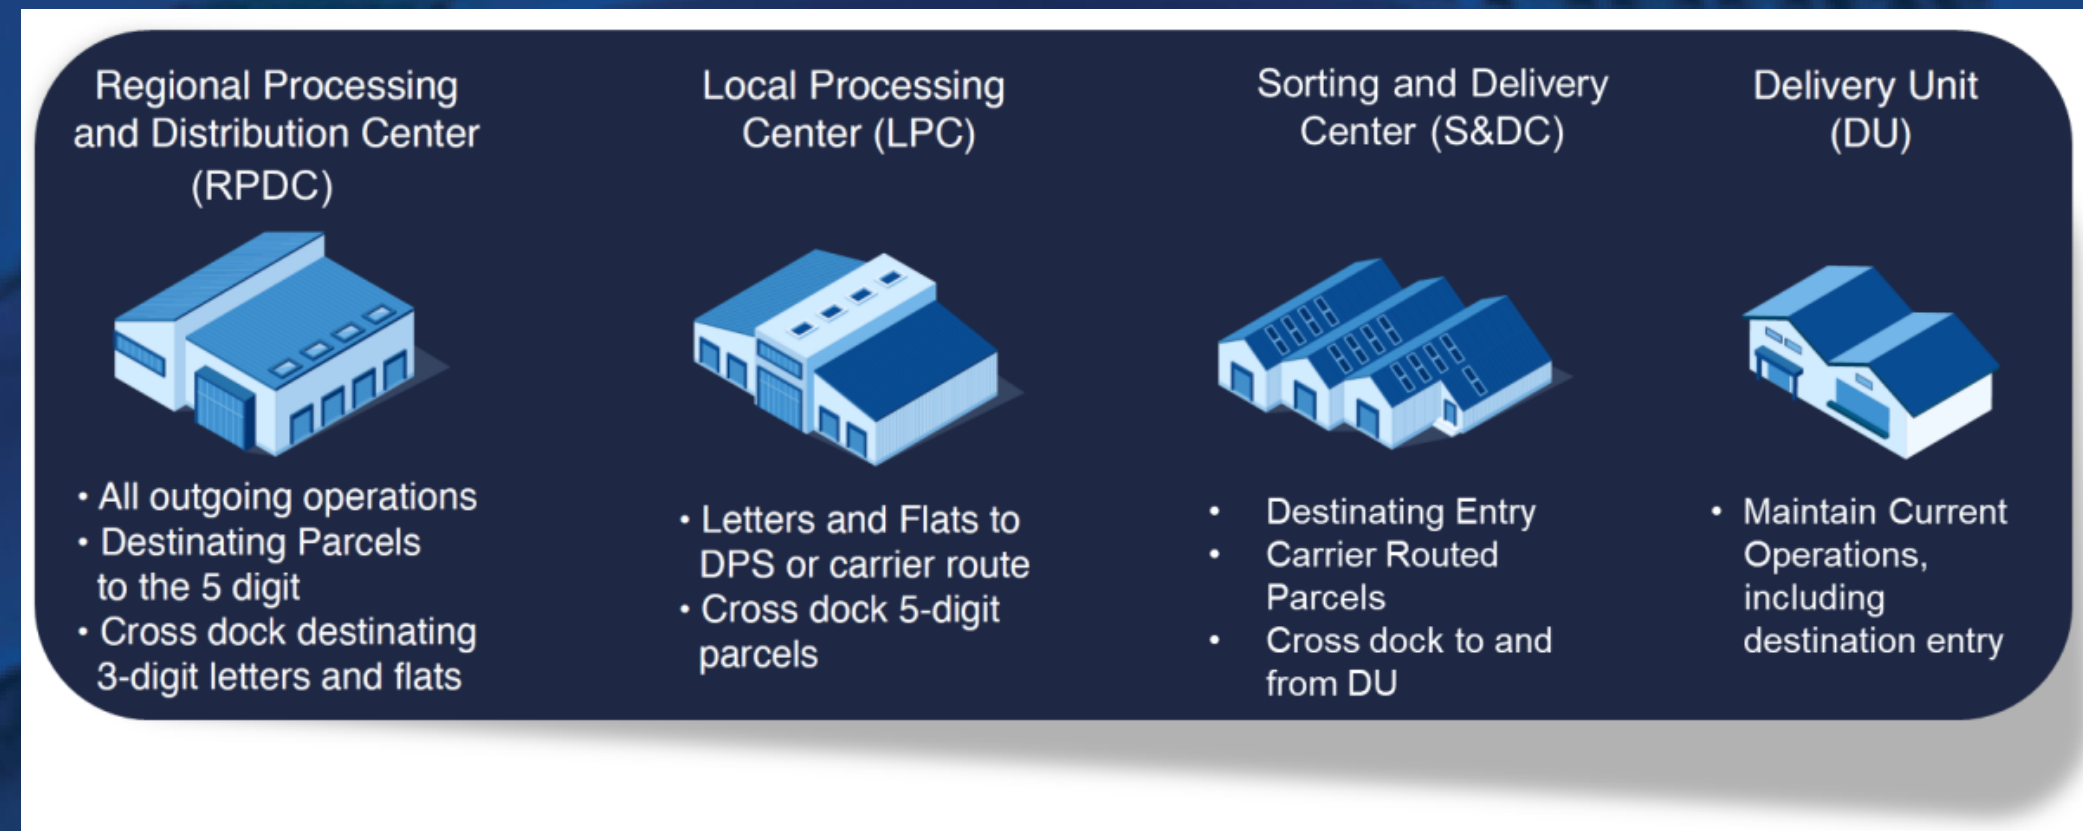 Regional Processing
and Distribution Center
(RPDC)
• All outgoing operations
• Destinating Parcels
to the 5 digit
• Cross dock destinating
3-digit letters and flats
Local Processing
Center (LPC)
• Letters and Flats to
DPS or carrier route
• Cross dock 5-digit
parcels
Sorting and Delivery
Center (S&DC)
• Destinating Entry
• Carrier Routed
Parcels
• Cross dock to and
from DU
Delivery Unit
(DU)
• Maintain Current
Operations,
including
destination entry